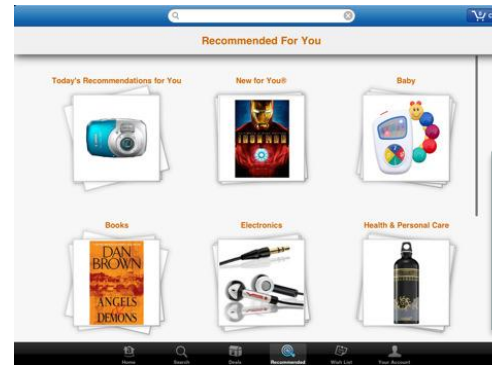 Recommended For You
Today's Recommendations for You
New for You®
Baby
IRON MAN
Books
Electronics
Health & Personal Care
DAN
BROWN
ANGELS
DEMONS
Home
Search
Deals
Recommended
Wish List
Your Account